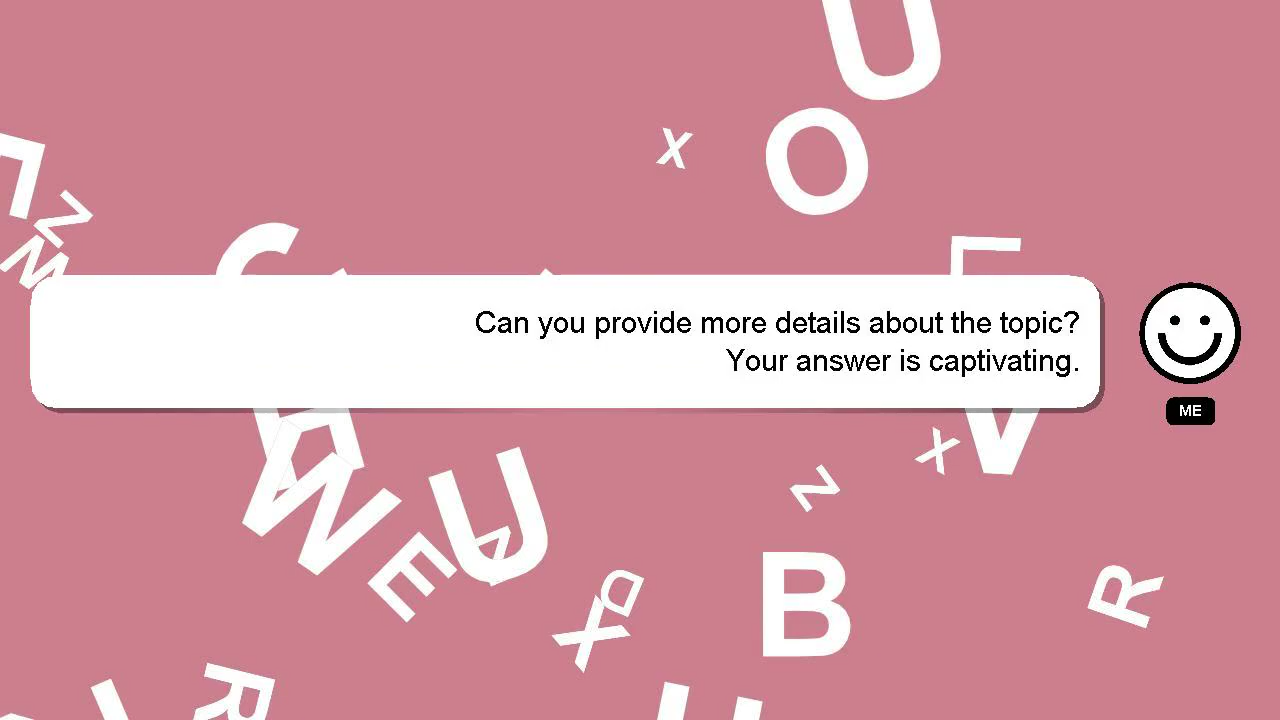 U
O
X
L
Z
M
C
L
Can you provide more details about the topic?
Your answer is captivating.
ME
V
X
W
U
N
E
Z
D
X
B
R
R
U